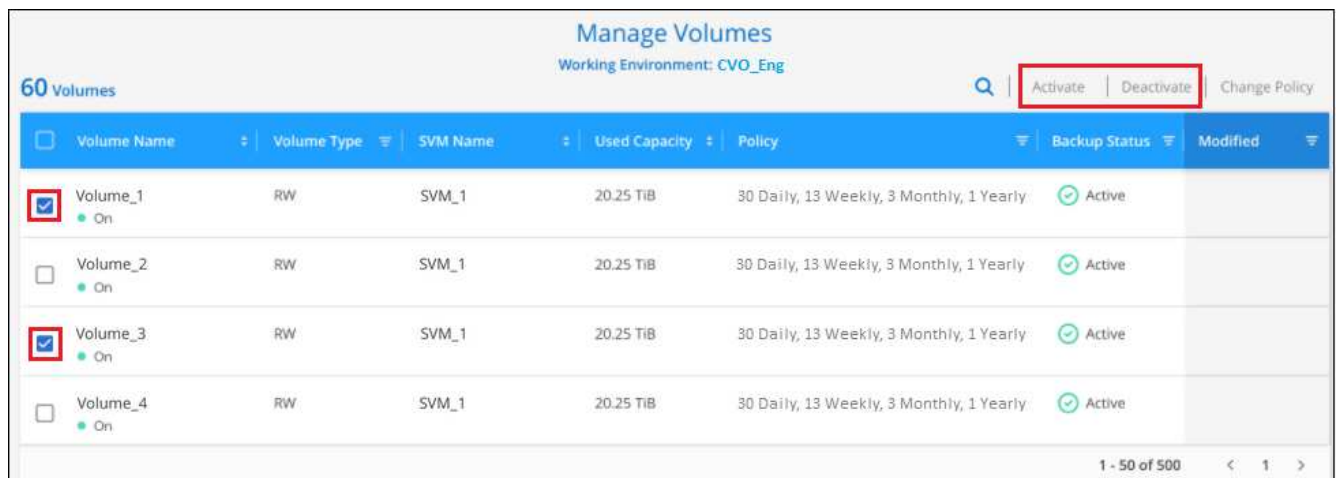 Manage Volumes
Working Environment: CVO_Eng
60 Volumes
Activate | Deactivate | Change Policy
Volume Name Volume Type SVM Name Used Capacity Policy Backup Status Modified
Volume_1 RW SVM_1 20.25 TiB 30 Daily, 13 Weekly, 3 Monthly, 1 Yearly Active
On
Volume_2 RW SVM_1 20.25 TiB 30 Daily, 13 Weekly, 3 Monthly, 1 Yearly Active
On
Volume_3 RW SVM_1 20.25 TiB 30 Daily, 13 Weekly, 3 Monthly, 1 Yearly Active
On
Volume_4 RW SVM_1 20.25 TiB 30 Daily, 13 Weekly, 3 Monthly, 1 Yearly Active
On
1 - 50 of 500 < 1 >